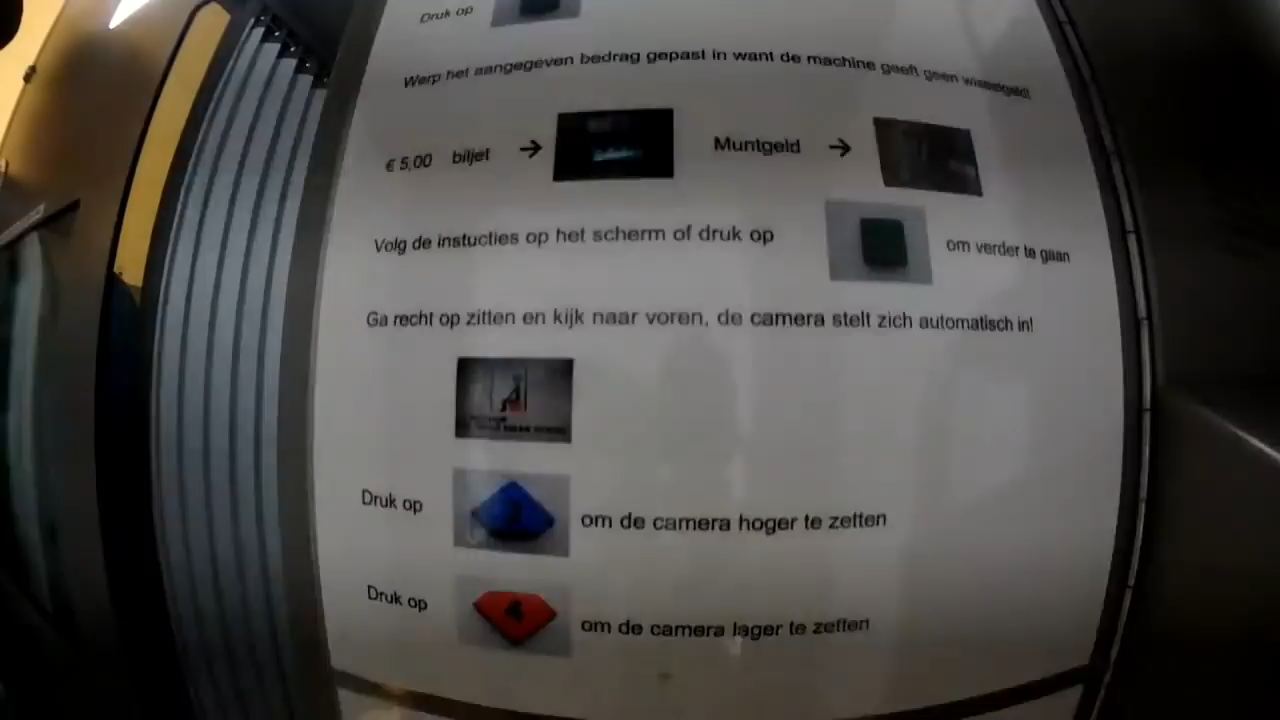 Druk op
Werp het aangegeven bedrag gepast in want de machine geeft geen wisselgeld!
€ 5,00 biljet → Muntgeld →
Volg de instucties op het scherm of druk op om verder te gaan
Ga recht op zitten en kijk naar voren, de camera stelt zich automatisch in!
Druk op om de camera hoger te zetten
Druk op om de camera lager te zetten